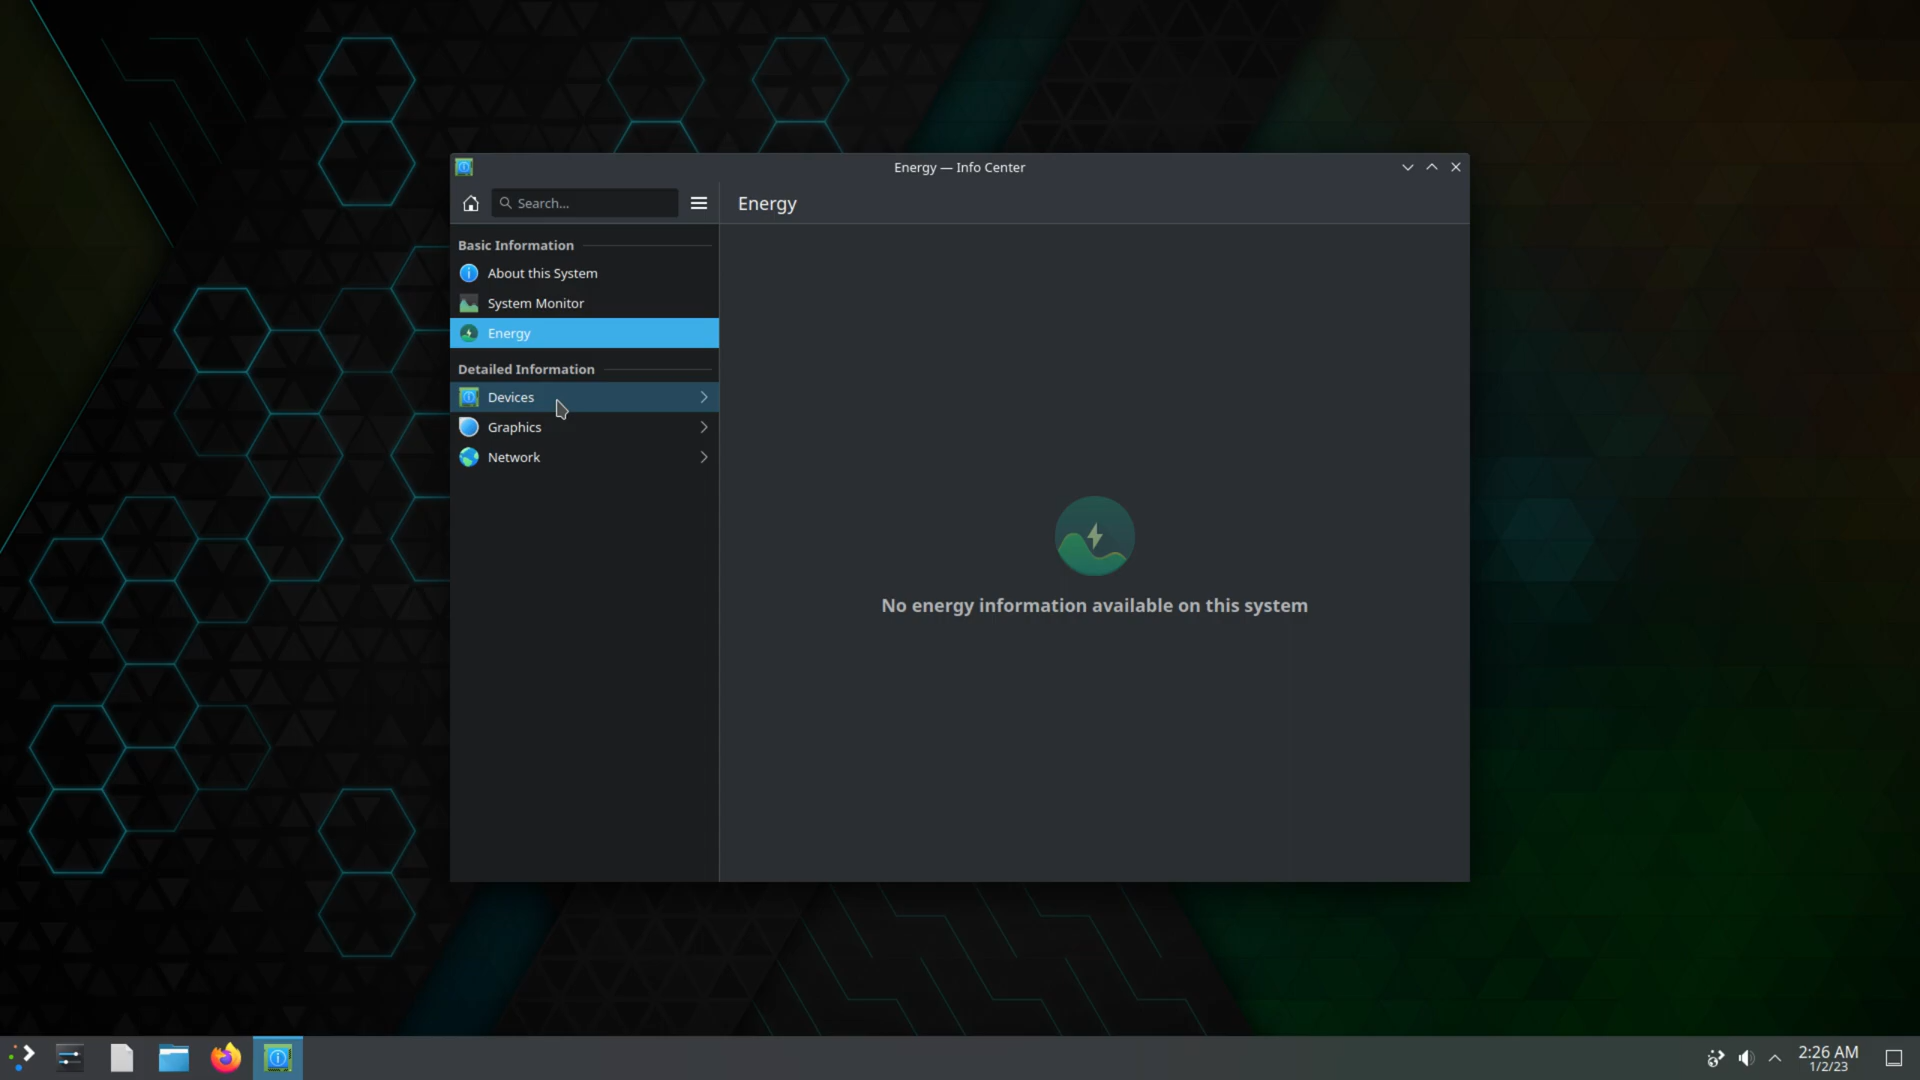 Energy — Info Center
Search...
Energy
Basic Information
About this System
System Monitor
Energy
Detailed Information
Devices
Graphics
Network
No energy information available on this system
2:26 AM
1/2/23